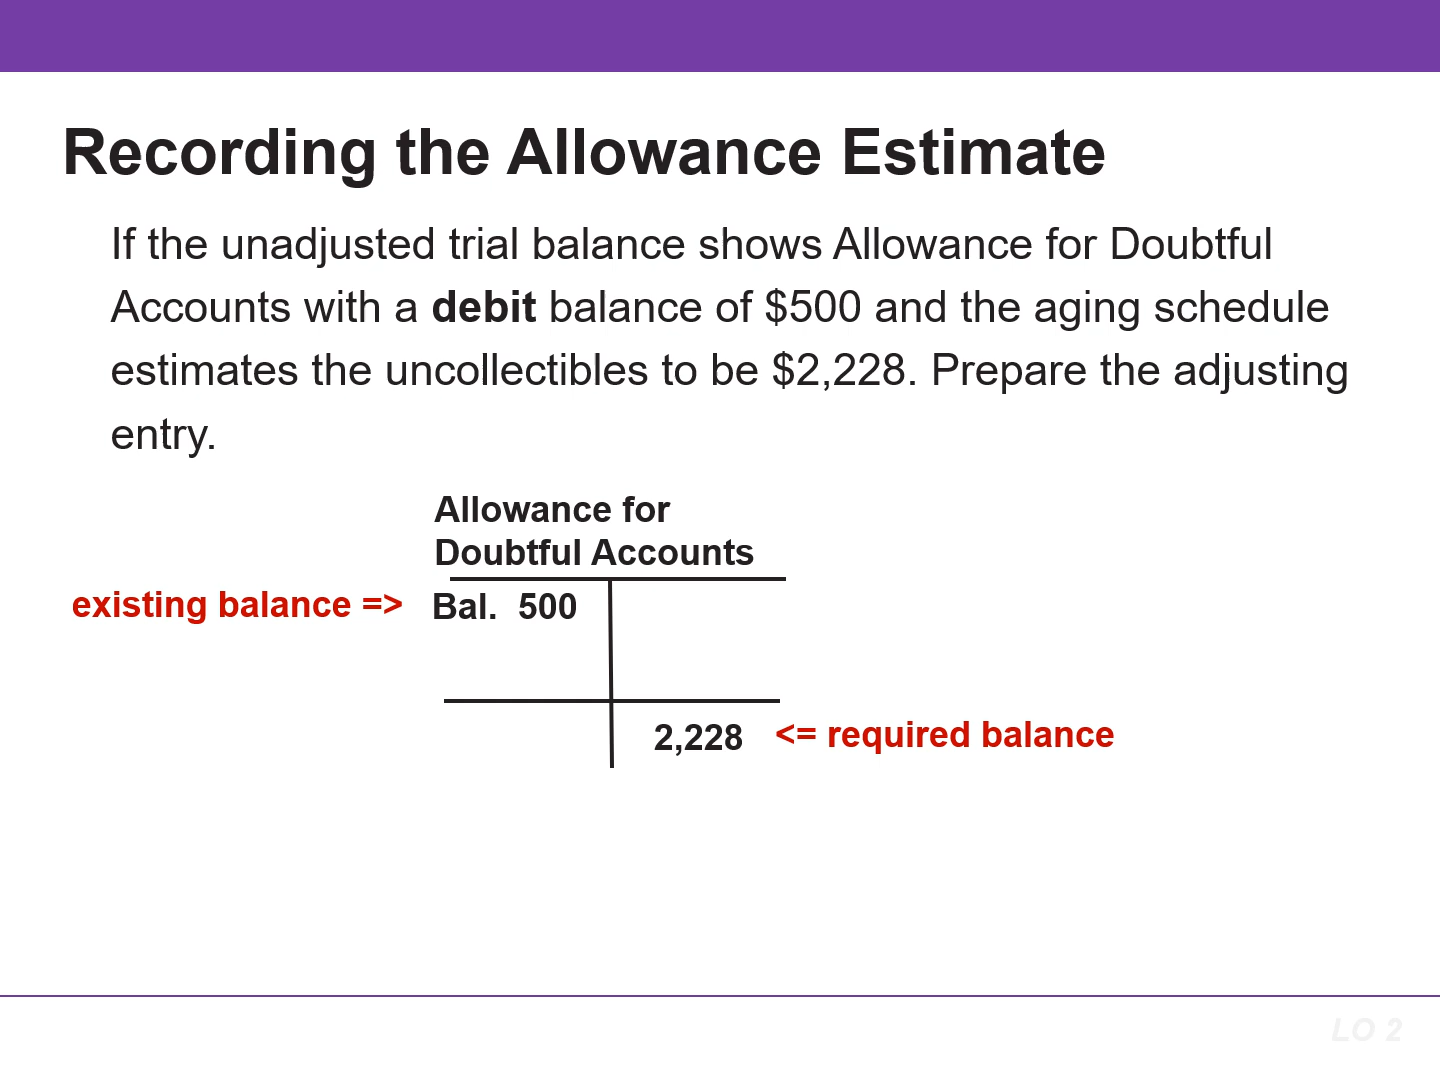 Recording the Allowance Estimate
If the unadjusted trial balance shows Allowance for Doubtful
Accounts with a debit balance of $500 and the aging schedule
estimates the uncollectibles to be $2,228. Prepare the adjusting
entry.
Allowance for
Doubtful Accounts
existing balance => Bal. 500
2,228 <= required balance
LO 2